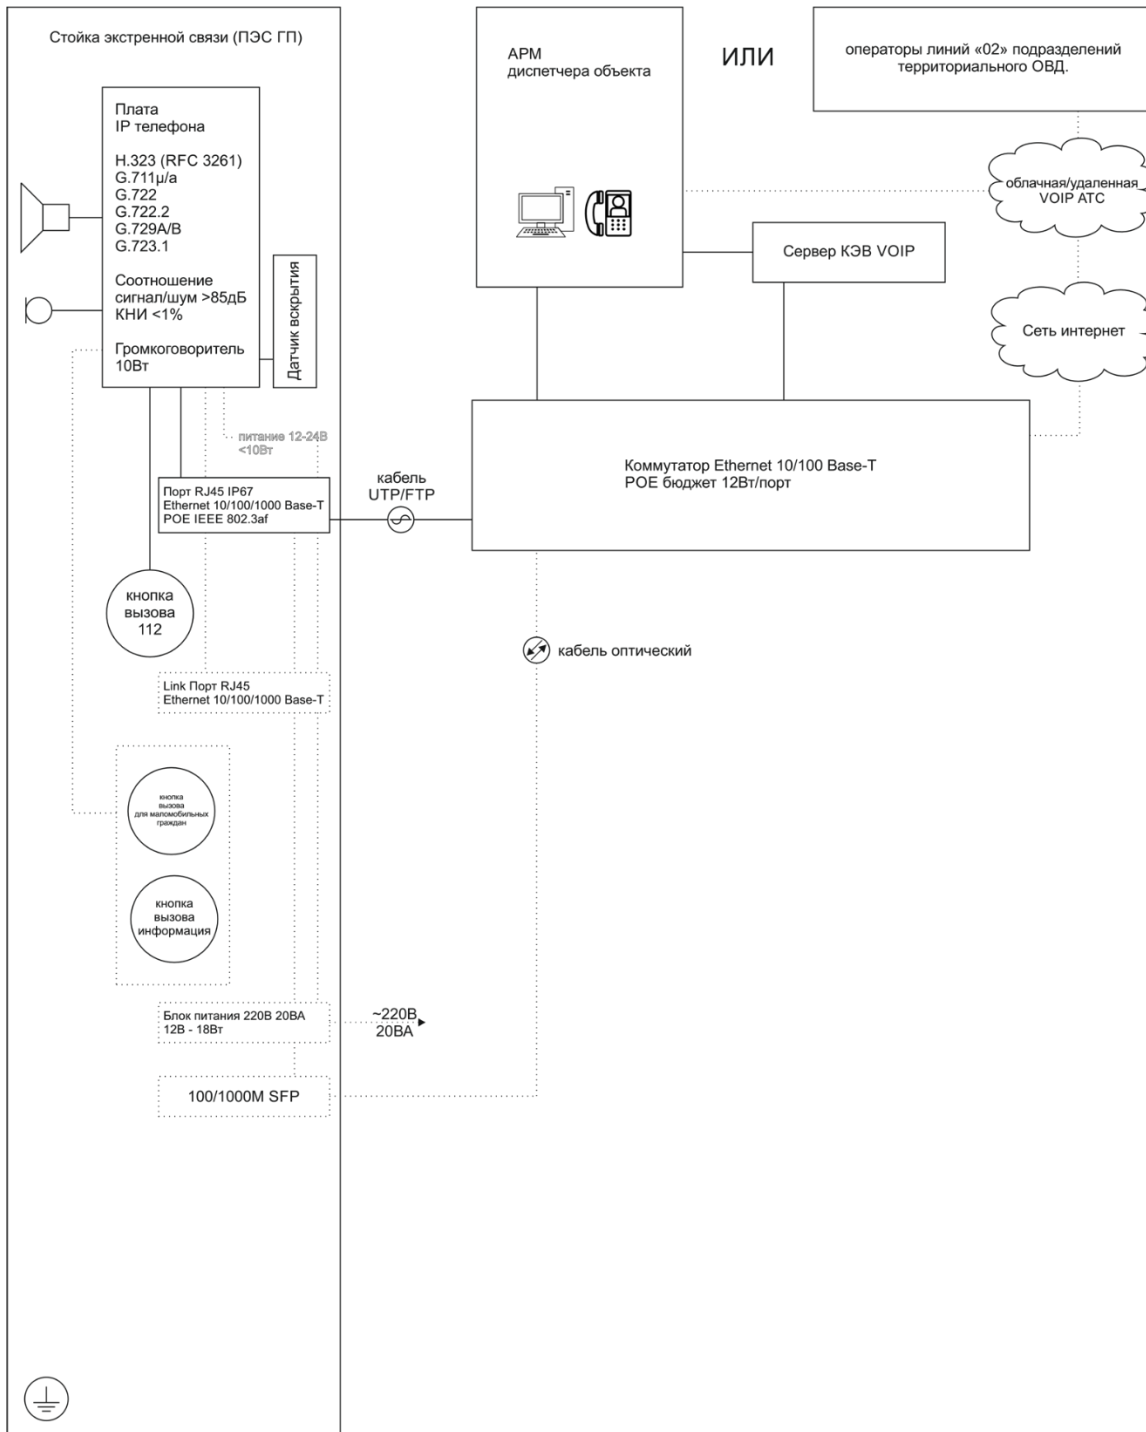 Стойка экстренной связи (ПЭС ГП)
Плата
IP телефона
H.323 (RFC 3261)
G.711μ/a
G.722
G.722.2
G.729A/B
G.723.1
Соотношение
сигнал/шум >85дБ
КНИ <1%
Громкоговоритель
10Вт
Датчик вскрытия
питание 12-24В
<10Вт
Порт RJ45 IP67
Ethernet 10/100/1000 Base-T
POE IEEE 802.3af
кнопка
вызова
112
Link Порт RJ45
Ethernet 10/100/1000 Base-T
кнопка
вызова
для маломобильных
граждан
кнопка
вызова
информация
Блок питания 220В 20ВА
12В - 18Вт
~220В
20ВА
100/1000M SFP
кабель
UTP/FTP
АРМ
диспетчера объекта
ИЛИ
операторы линий «02» подразделений
территориального ОВД.
облачная/удаленная
VOIP АТС
Сервер КЭВ VOIP
Сеть интернет
Коммутатор Ethernet 10/100 Base-T
POE бюджет 12Вт/порт
кабель оптический